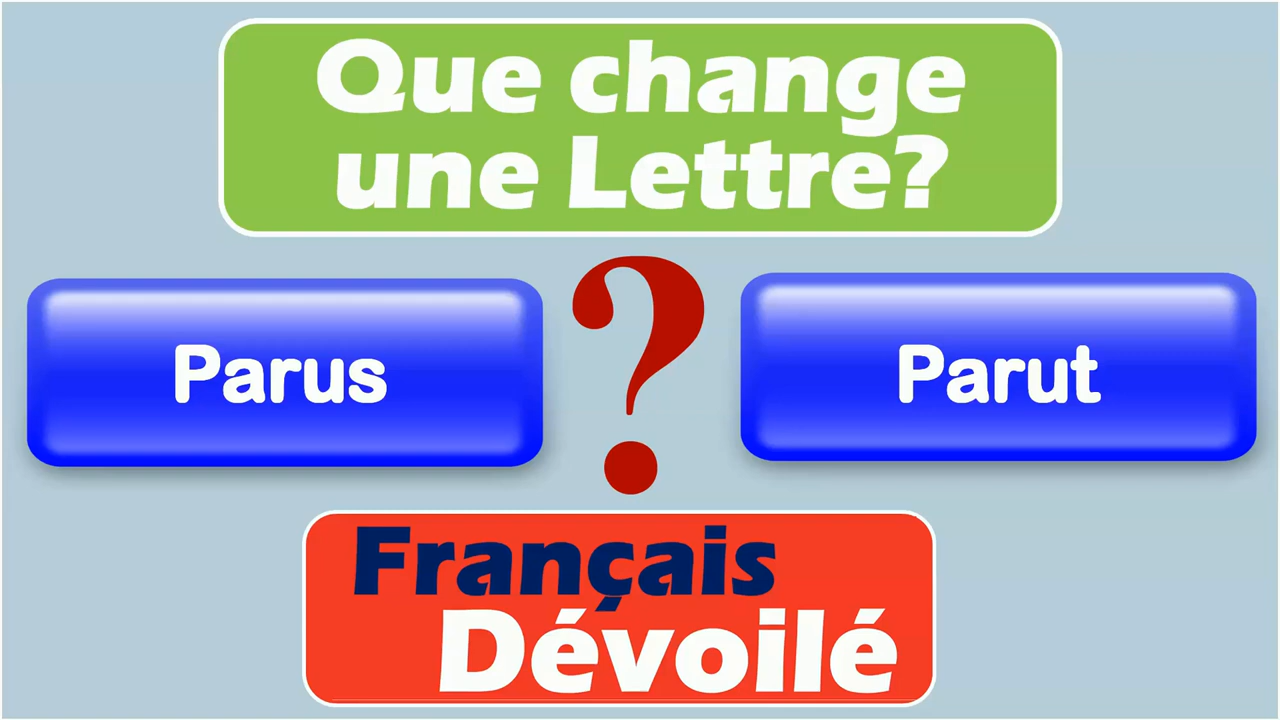 Que change
une Lettre?
Parus
?
Parut
Français
Dévoilé